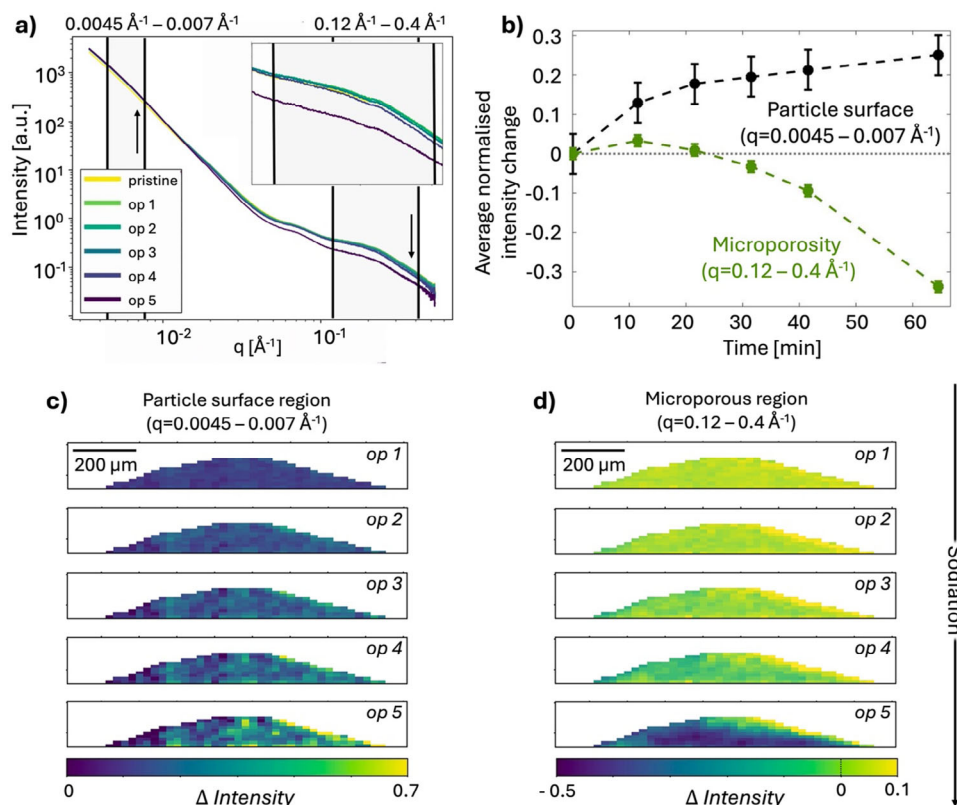 a)
0.0045 Å⁻¹ – 0.007 Å⁻¹
0.12 Å⁻¹ – 0.4 Å⁻¹
Intensity [a.u.]
10³
10²
10¹
10⁰
10⁻¹
pristine
op 1
op 2
op 3
op 4
op 5
10⁻²
10⁻¹
q [Å⁻¹]
b)
Average normalised
intensity change
0.3
0.2
0.1
0
-0.1
-0.2
-0.3
Particle surface
(q=0.0045 – 0.007 Å⁻¹)
Microporosity
(q=0.12 – 0.4 Å⁻¹)
0
10
20
30
40
50
60
Time [min]
c)
Particle surface region
(q=0.0045 – 0.007 Å⁻¹)
200 µm
op 1
op 2
op 3
op 4
op 5
0
0.7
Δ Intensity
d)
Microporous region
(q=0.12 – 0.4 Å⁻¹)
200 µm
op 1
op 2
op 3
op 4
op 5
- 0.5
0
0.1
Δ Intensity
Sodiation